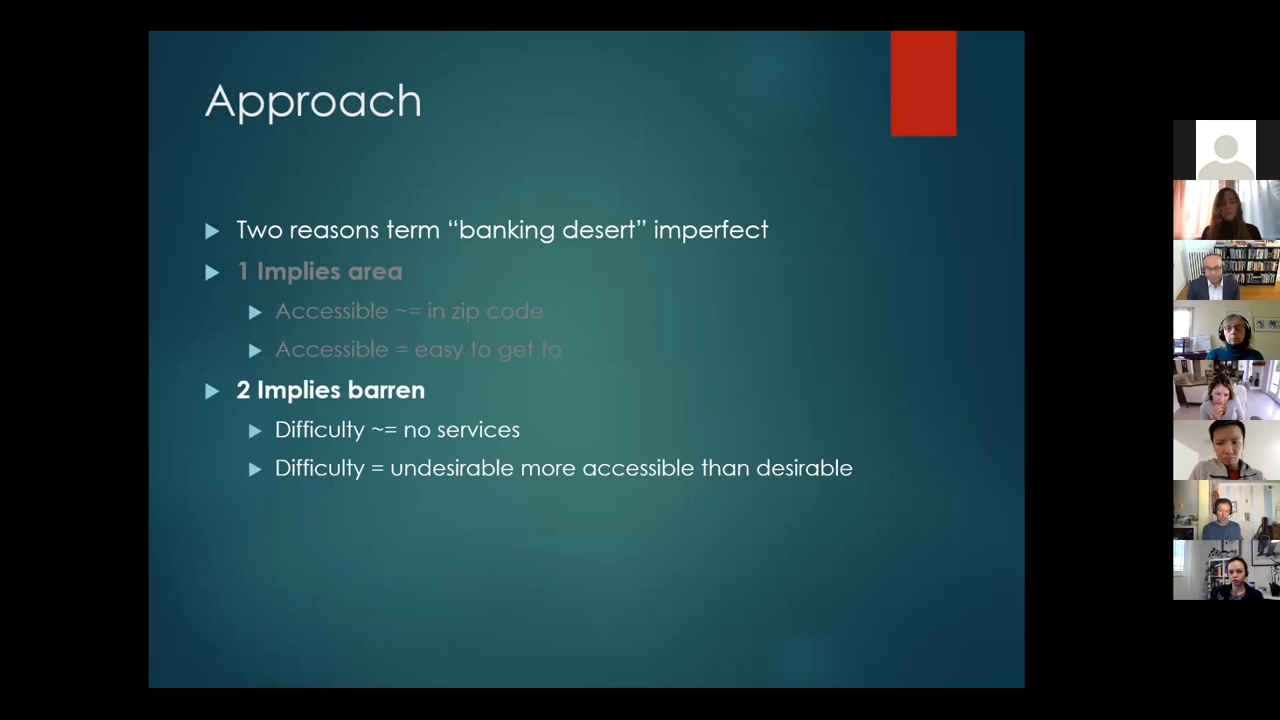 Approach
Two reasons term “banking desert” imperfect
1 Implies area
Accessible ~= in zip code
Accessible = easy to get to
2 Implies barren
Difficulty ~= no services
Difficulty = undesirable more accessible than desirable